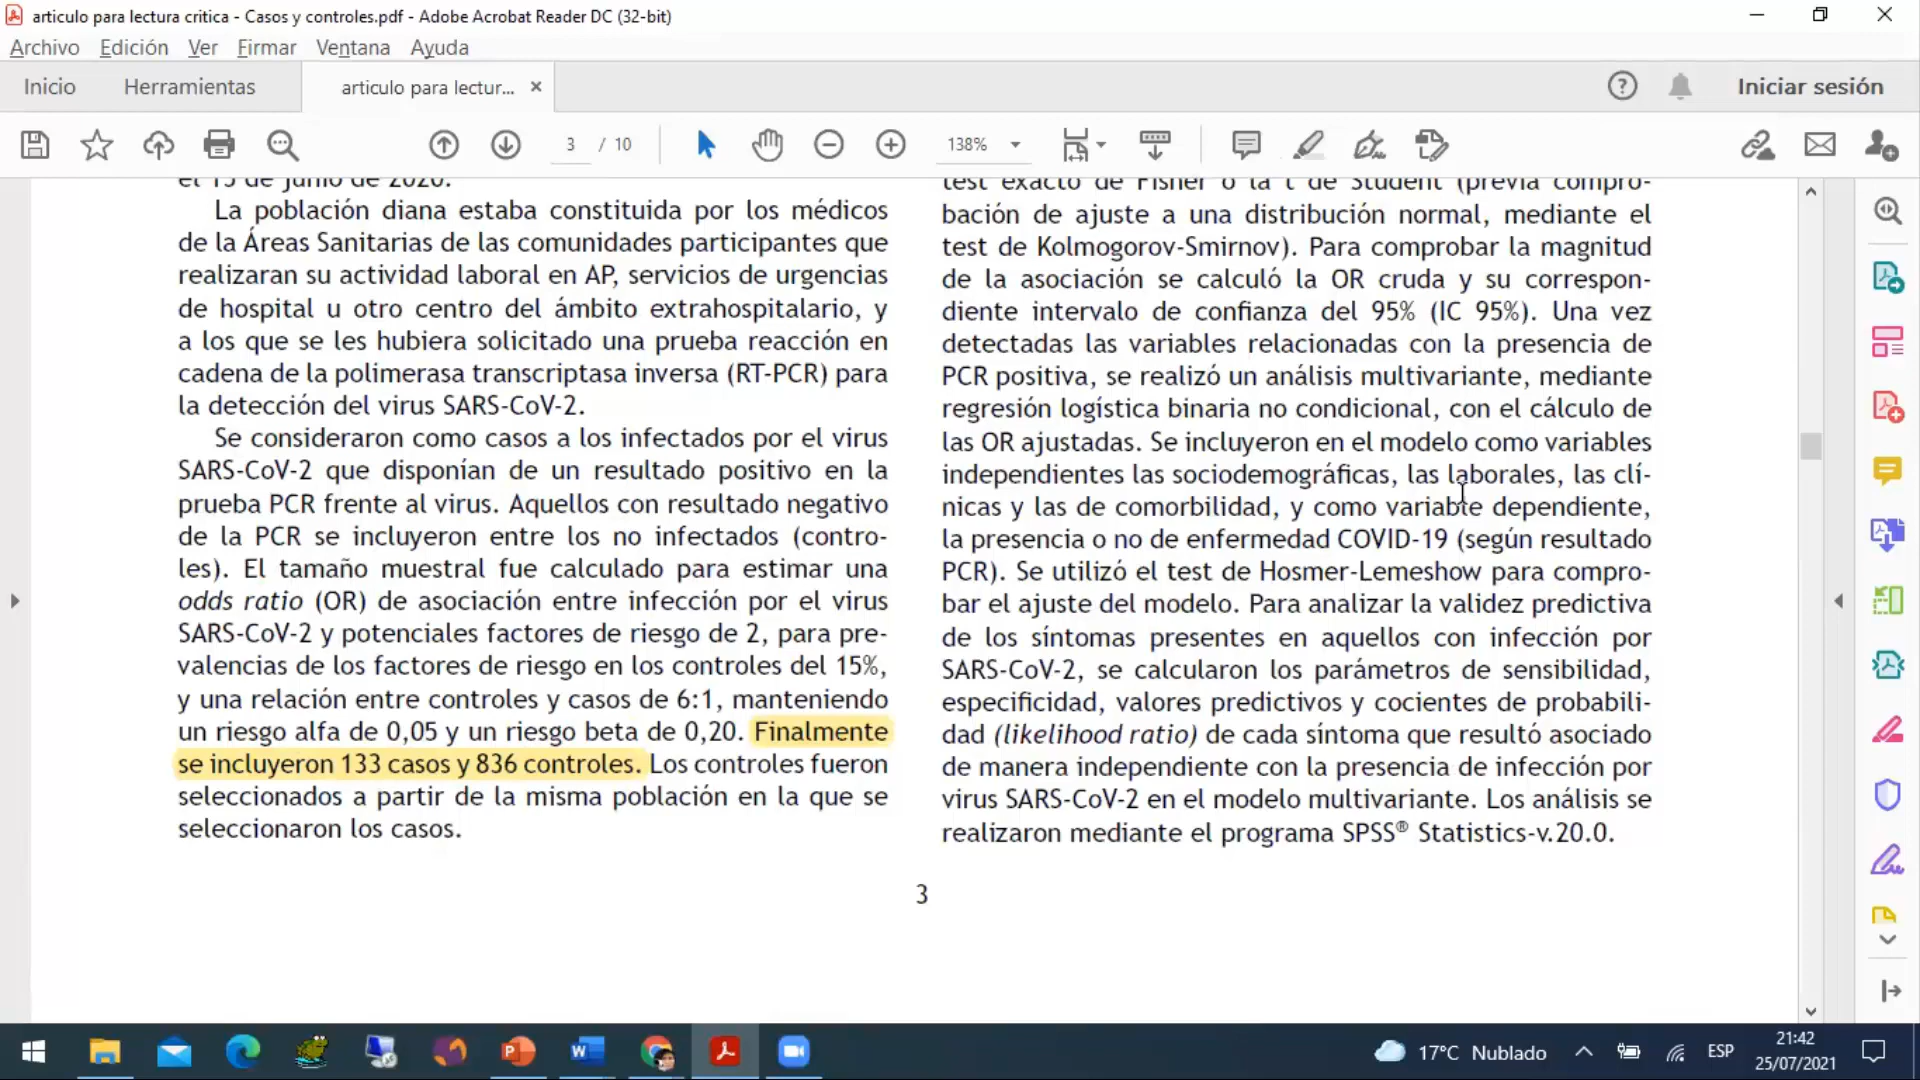 articulo para lectura critica - Casos y controles.pdf - Adobe Acrobat Reader DC (32-bit)
Archivo Edición Ver Firmar Ventana Ayuda
Inicio Herramientas articulo para lectur... Iniciar sesión
3 / 10 138%
el 15 de junio de 2020.
La población diana estaba constituida por los médicos
de la Áreas Sanitarias de las comunidades participantes que
realizaran su actividad laboral en AP, servicios de urgencias
de hospital u otro centro del ámbito extrahospitalario, y
a los que se les hubiera solicitado una prueba reacción en
cadena de la polimerasa transcriptasa inversa (RT-PCR) para
la detección del virus SARS-CoV-2.
Se consideraron como casos a los infectados por el virus
SARS-CoV-2 que disponían de un resultado positivo en la
prueba PCR frente al virus. Aquellos con resultado negativo
de la PCR se incluyeron entre los no infectados (contro-
les). El tamaño muestral fue calculado para estimar una
odds ratio (OR) de asociación entre infección por el virus
SARS-CoV-2 y potenciales factores de riesgo de 2, para pre-
valencias de los factores de riesgo en los controles del 15%,
y una relación entre controles y casos de 6:1, manteniendo
un riesgo alfa de 0,05 y un riesgo beta de 0,20. Finalmente
se incluyeron 133 casos y 836 controles. Los controles fueron
seleccionados a partir de la misma población en la que se
seleccionaron los casos.
test exacto de Fisher o la t de Student (previa compro-
bación de ajuste a una distribución normal, mediante el
test de Kolmogorov-Smirnov). Para comprobar la magnitud
de la asociación se calculó la OR cruda y su correspon-
diente intervalo de confianza del 95% (IC 95%). Una vez
detectadas las variables relacionadas con la presencia de
PCR positiva, se realizó un análisis multivariante, mediante
regresión logística binaria no condicional, con el cálculo de
las OR ajustadas. Se incluyeron en el modelo como variables
independientes las sociodemográficas, las laborales, las clí-
nicas y las de comorbilidad, y como variable dependiente,
la presencia o no de enfermedad COVID-19 (según resultado
PCR). Se utilizó el test de Hosmer-Lemeshow para compro-
bar el ajuste del modelo. Para analizar la validez predictiva
de los síntomas presentes en aquellos con infección por
SARS-CoV-2, se calcularon los parámetros de sensibilidad,
especificidad, valores predictivos y cocientes de probabili-
dad (likelihood ratio) de cada síntoma que resultó asociado
de manera independiente con la presencia de infección por
virus SARS-CoV-2 en el modelo multivariante. Los análisis se
realizaron mediante el programa SPSS® Statistics-v.20.0.
3
17°C Nublado ESP 21:42
25/07/2021